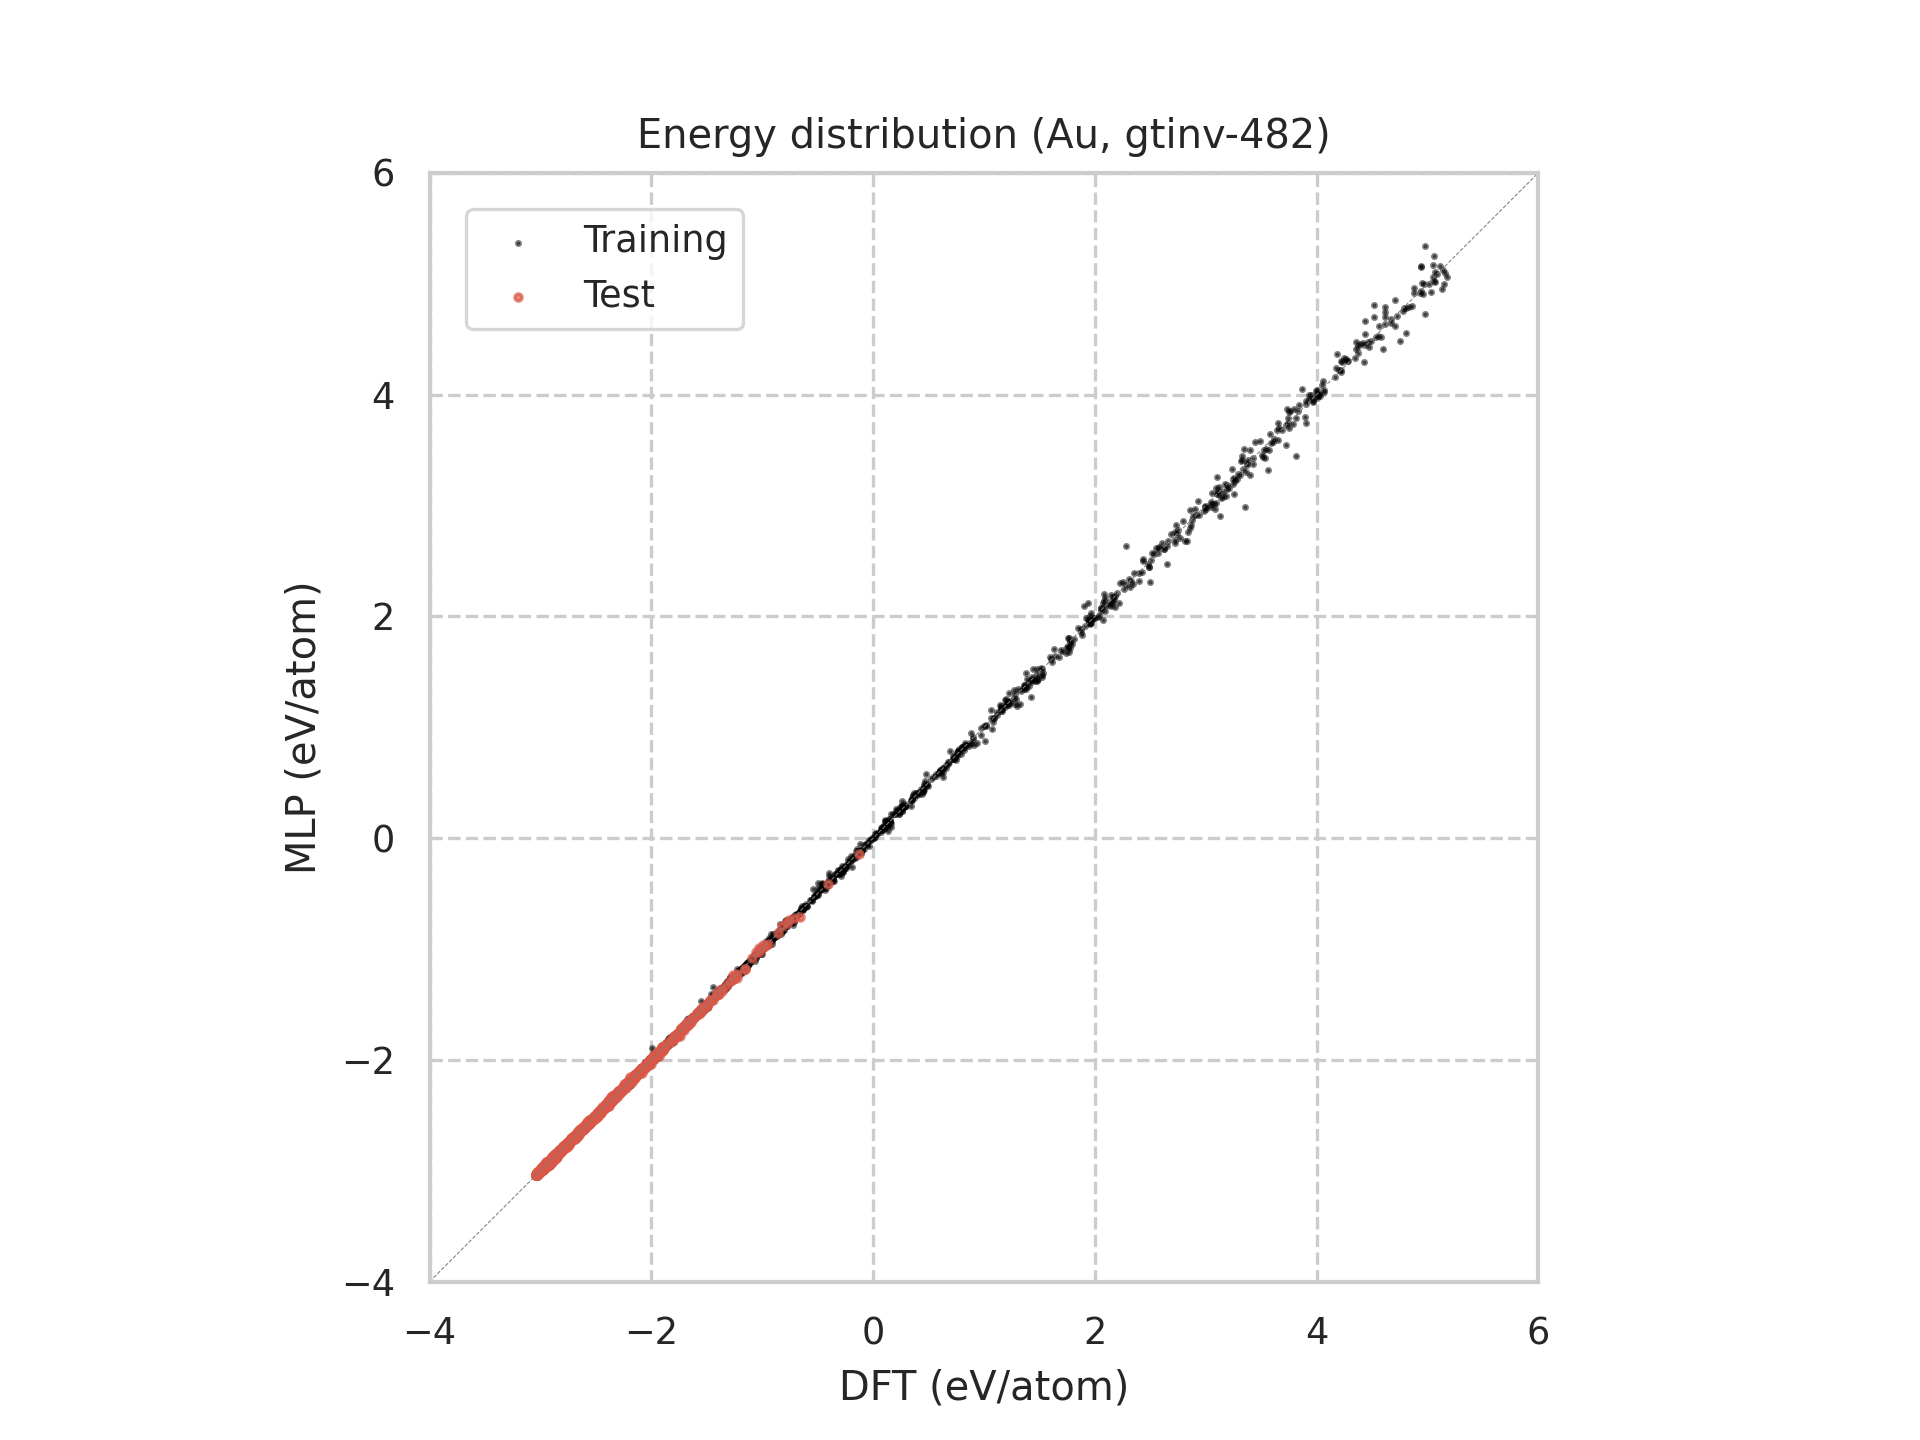 Energy distribution (Au, gtinv-482)
6
4
2
0
−2
−4
MLP (eV/atom)
Training
Test
−4
−2
0
2
4
6
DFT (eV/atom)